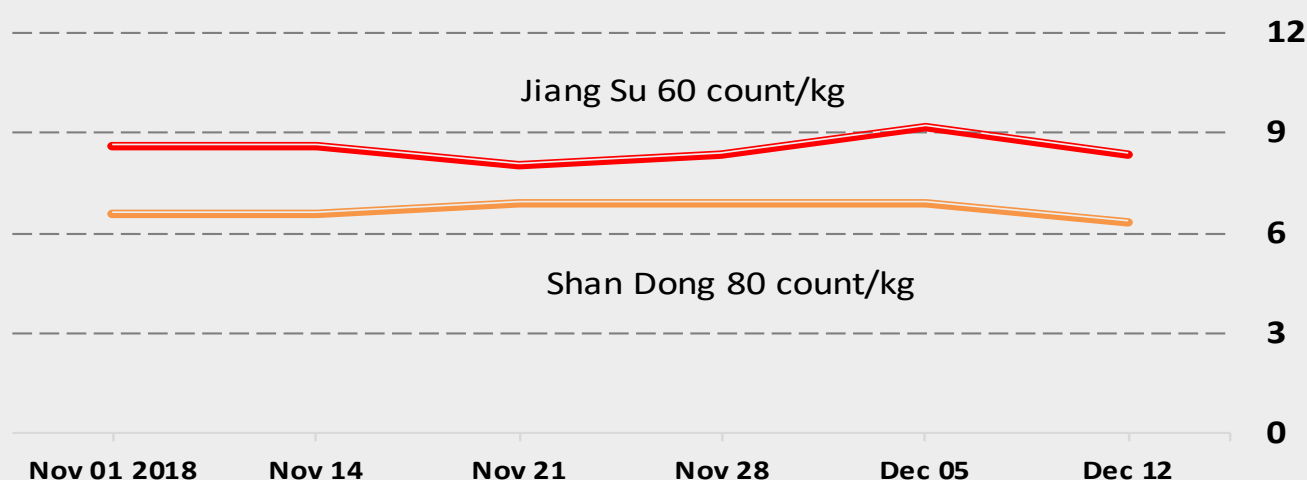 12
Jiang Su 60 count/kg
9
6
Shan Dong 80 count/kg
3
0
Nov 01 2018 Nov 14 Nov 21 Nov 28 Dec 05 Dec 12